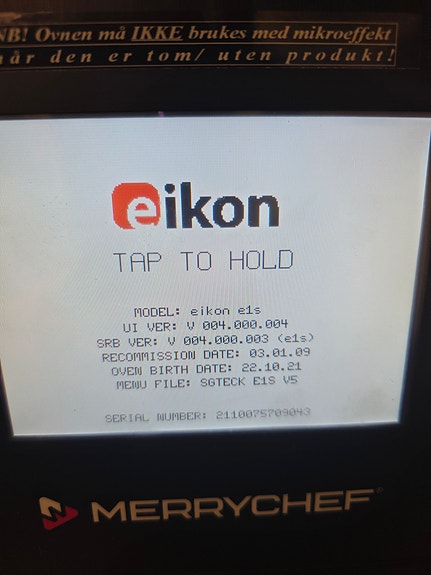 NB! Ovnen må IKKE brukes med mikroeffekt
når den er tom/ uten produkt!
eikon
TAP TO HOLD
MODEL: eikon e1s
UI VER: V 004.000.004
SRB VER: V 004.000.003 (e1s)
RECOMMISSION DATE: 03.01.09
OVEN BIRTH DATE: 22.10.21
MENU FILE: SGTECK E1S V5
SERIAL NUMBER: 2110075709043
MERRYCHEF®